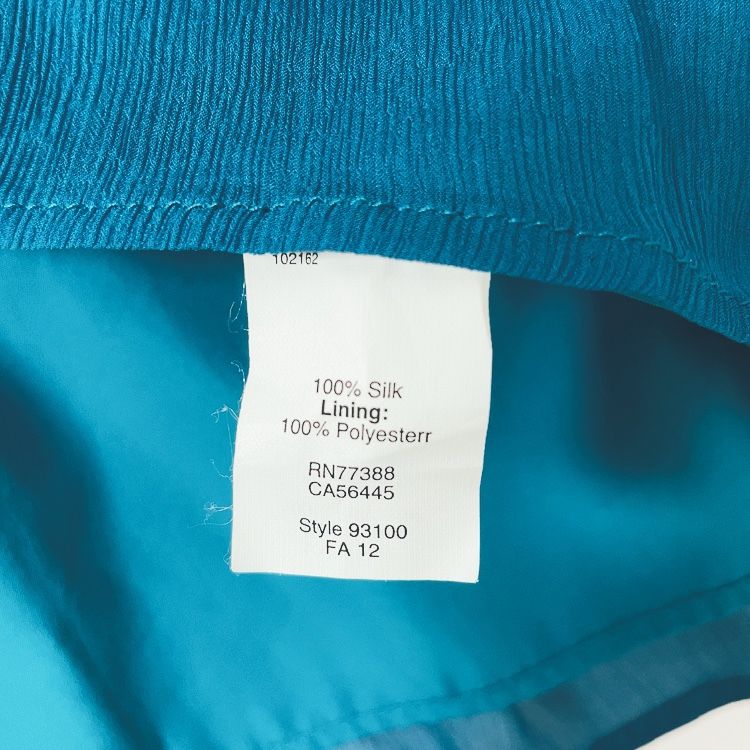 102162
100% Silk
Lining:
100% Polyesterr
RN77388
CA56445
Style 93100
FA 12